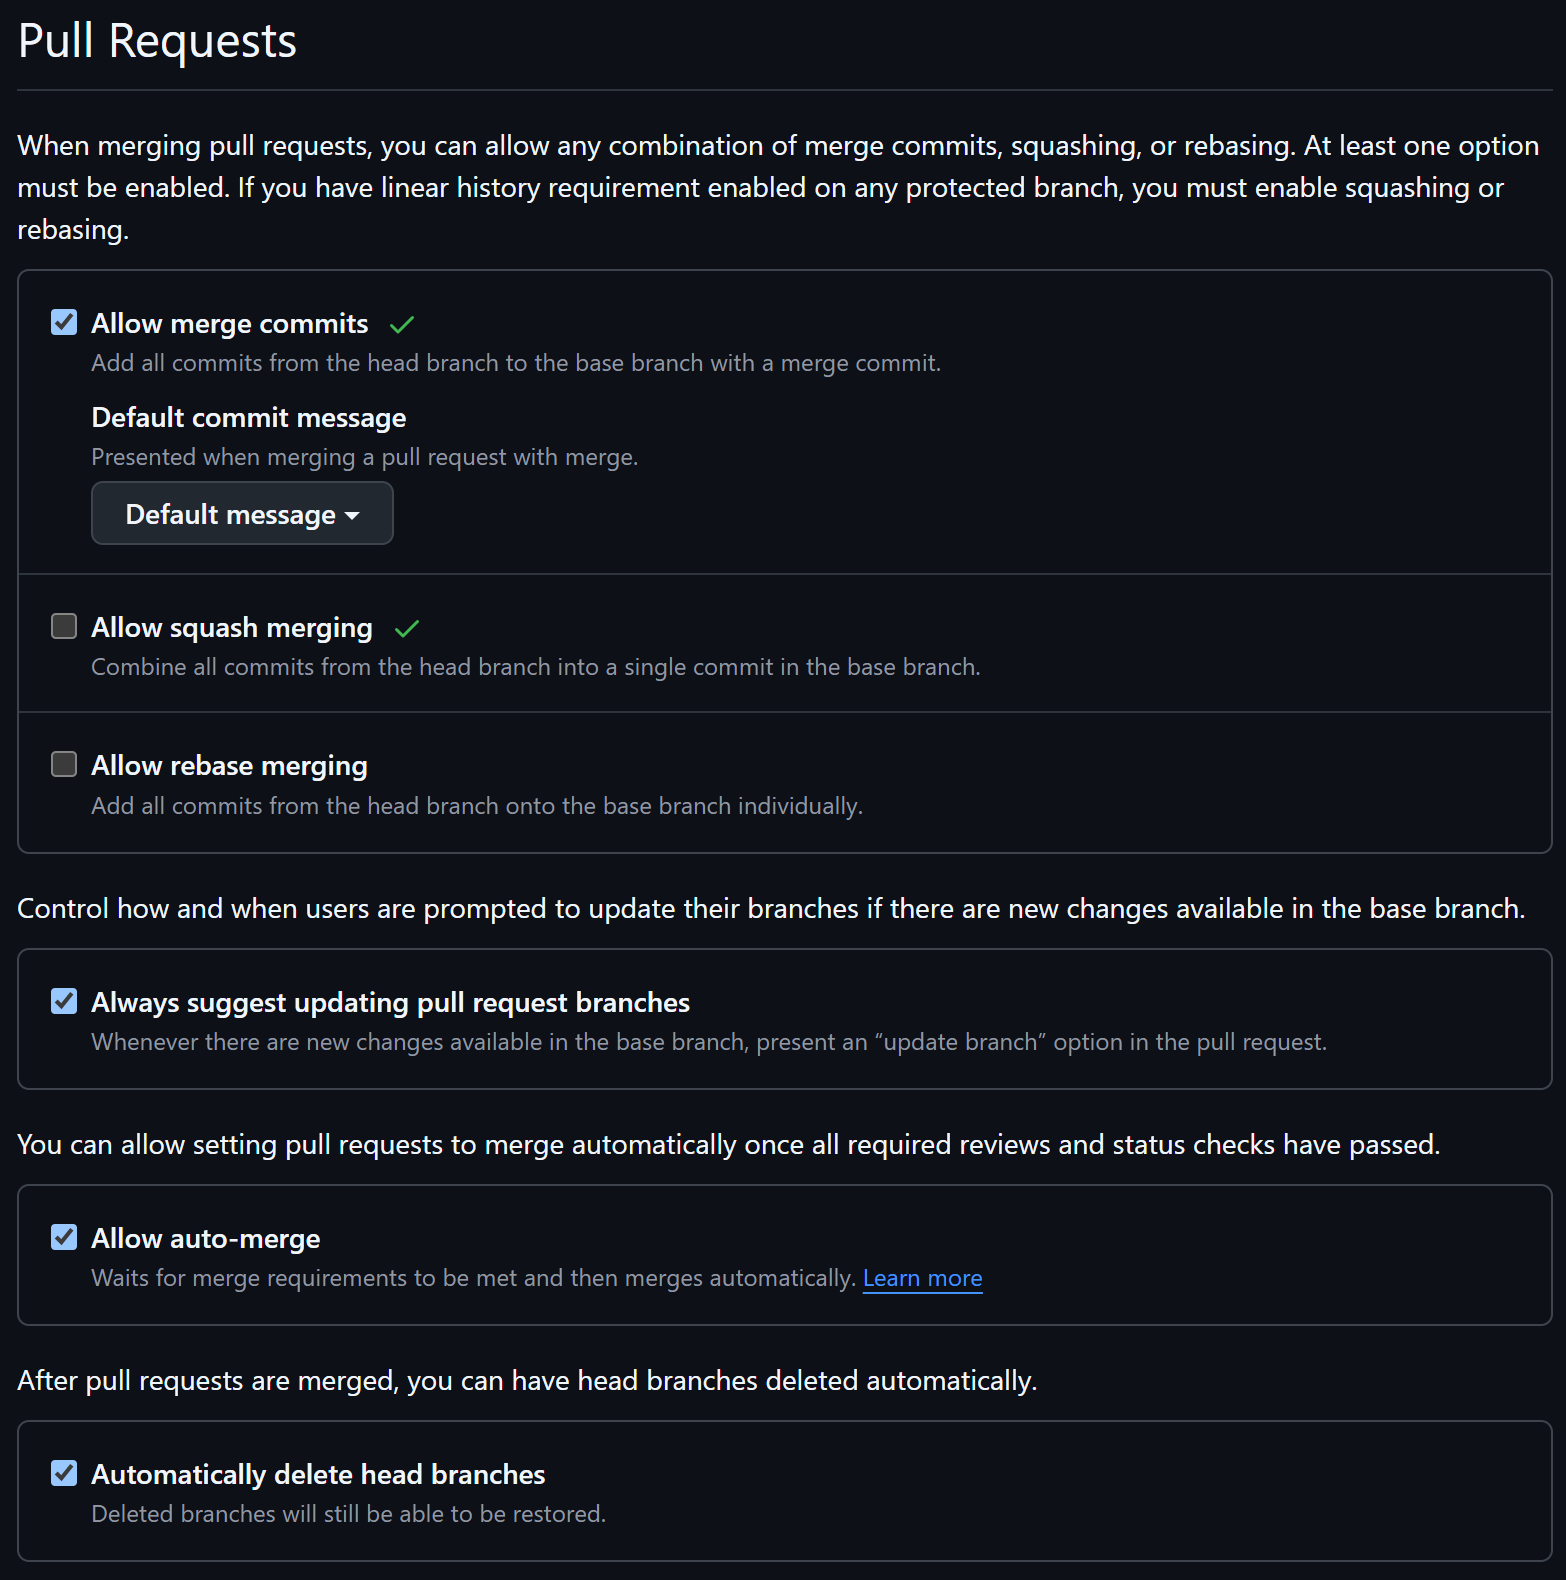 Pull Requests
When merging pull requests, you can allow any combination of merge commits, squashing, or rebasing. At least one option
must be enabled. If you have linear history requirement enabled on any protected branch, you must enable squashing or
rebasing.
Allow merge commits
Add all commits from the head branch to the base branch with a merge commit.
Default commit message
Presented when merging a pull request with merge.
Default message
Allow squash merging
Combine all commits from the head branch into a single commit in the base branch.
Allow rebase merging
Add all commits from the head branch onto the base branch individually.
Control how and when users are prompted to update their branches if there are new changes available in the base branch.
Always suggest updating pull request branches
Whenever there are new changes available in the base branch, present an “update branch” option in the pull request.
You can allow setting pull requests to merge automatically once all required reviews and status checks have passed.
Allow auto-merge
Waits for merge requirements to be met and then merges automatically. Learn more
After pull requests are merged, you can have head branches deleted automatically.
Automatically delete head branches
Deleted branches will still be able to be restored.